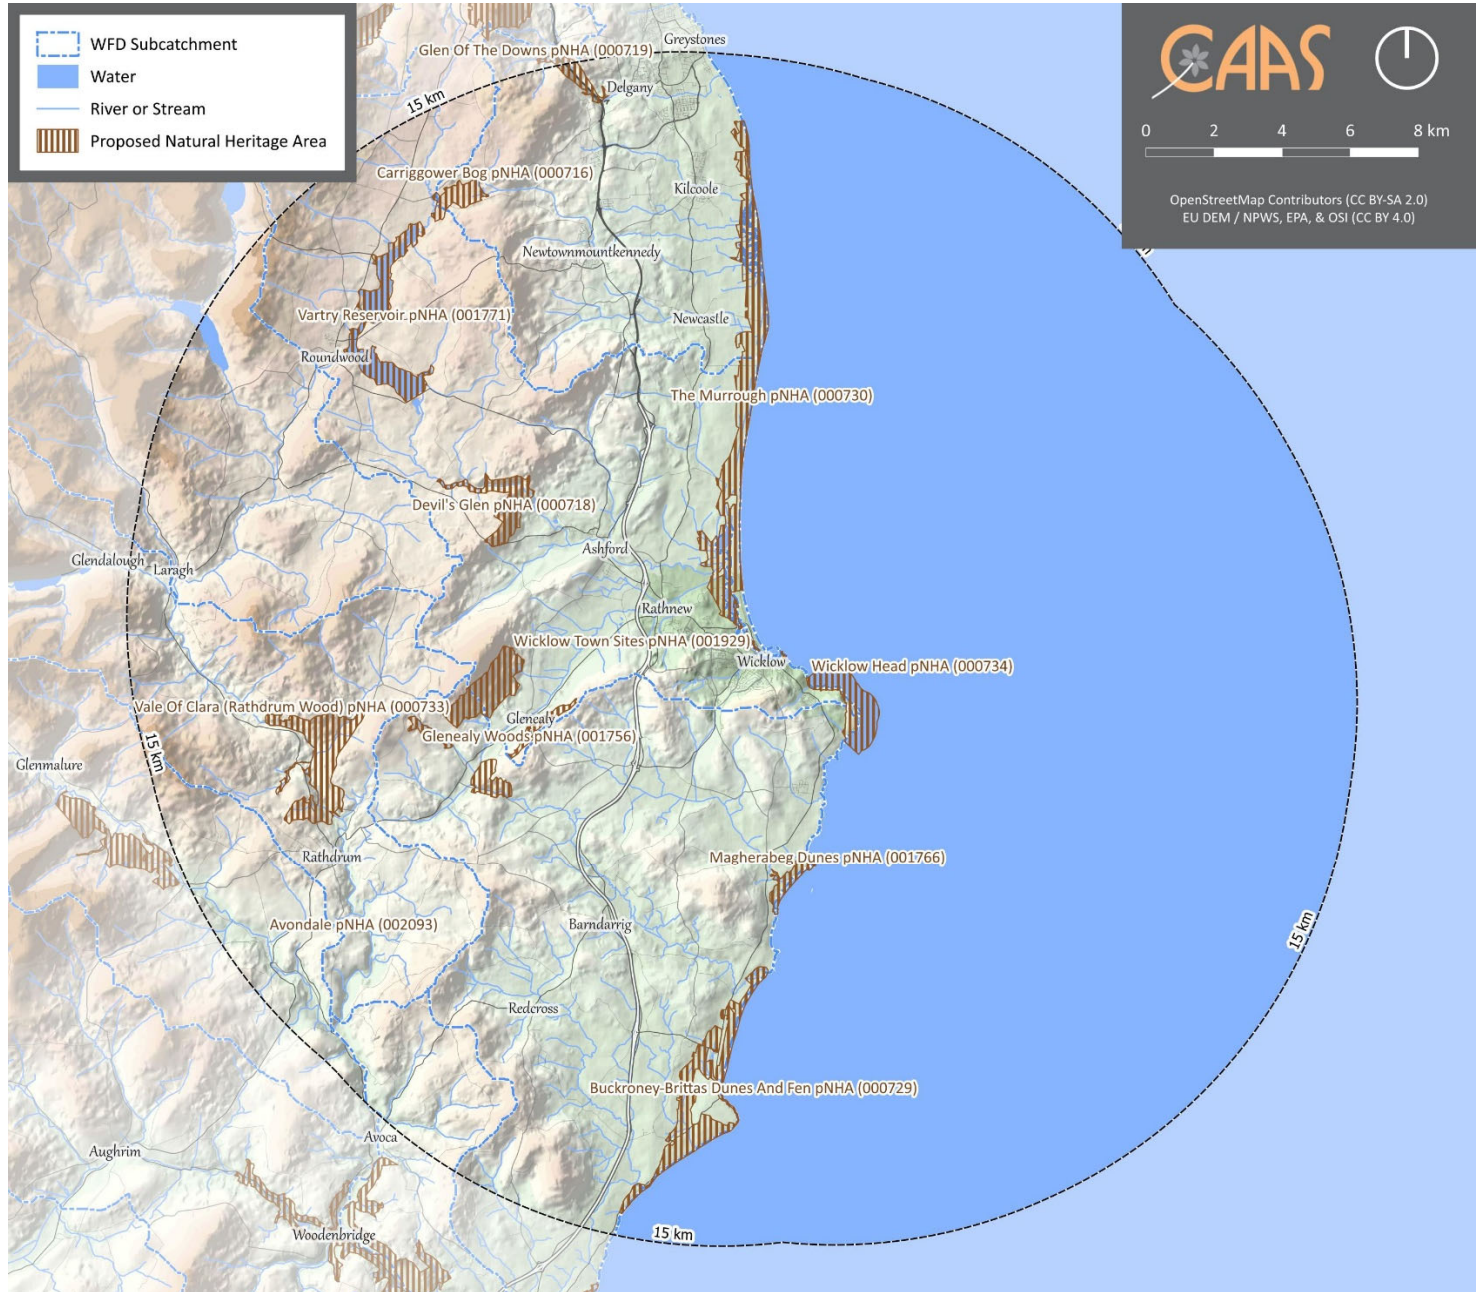 WFD Subcatchment
Water
River or Stream
Proposed Natural Heritage Area
CAAS
0 2 4 6 8 km
OpenStreetMap Contributors (CC BY-SA 2.0)
EU DEM / NPWS, EPA, & OSI (CC BY 4.0)
Greystones
Glen Of The Downs pNHA (000719)
Delgany
15 km
Carriggower Bog pNHA (000716)
Kilcoole
Newtownmountkennedy
Vartry Reservoir pNHA (001771)
Newcastle
Roundwood
The Murrough pNHA (000730)
Devil's Glen pNHA (000718)
Ashford
Glendalough
Laragh
Rathnew
Wicklow Town Sites pNHA (001929)
Wicklow
Wicklow Head pNHA (000734)
Vale Of Clara (Rathdrum Wood) pNHA (000733)
Glenealy
Glenealy Woods pNHA (001756)
15 km
Glenmalure
Rathdrum
Magherabeg Dunes pNHA (001766)
Avondale pNHA (002093)
Barndarrig
15 km
Redcross
Buckroney-Brittas Dunes And Fen pNHA (000729)
Avoca
Aughrim
Woodenbridge
15 km